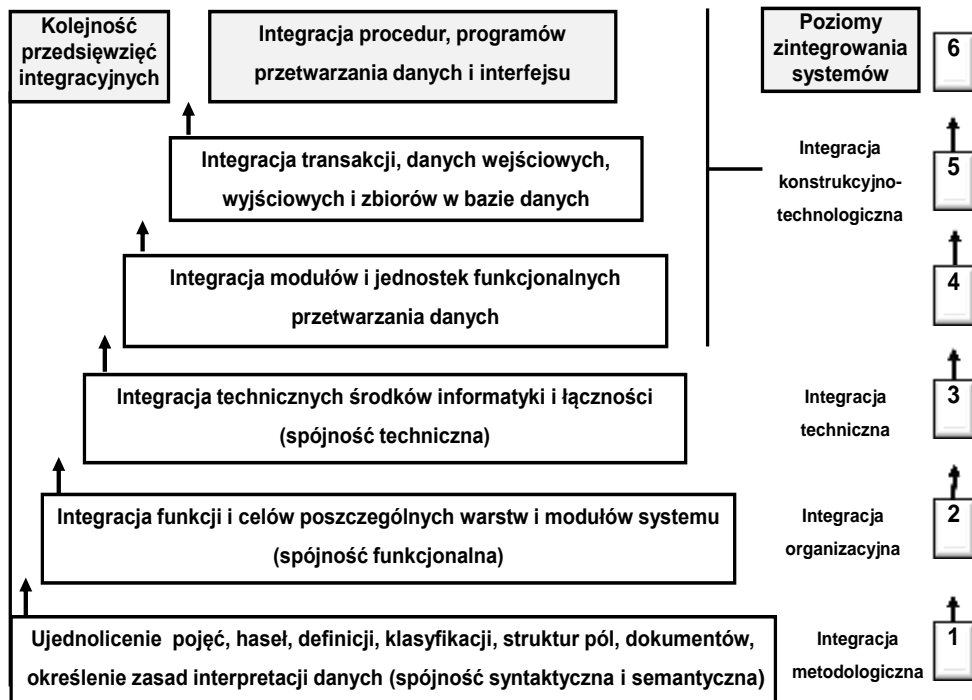 Kolejność
przedsięwzięć
integracyjnych
Integracja procedur, programów
przetwarzania danych i interfejsu
Poziomy
zintegrowania
systemów
6
Integracja transakcji, danych wejściowych,
wyjściowych i zbiorów w bazie danych
Integracja
konstrukcyjno-
technologiczna
5
Integracja modułów i jednostek funkcjonalnych
przetwarzania danych
4
Integracja technicznych środków informatyki i łączności
(spójność techniczna)
Integracja
techniczna
3
Integracja funkcji i celów poszczególnych warstw i modułów systemu
(spójność funkcjonalna)
Integracja
organizacyjna
2
Ujednolicenie pojęć, haseł, definicji, klasyfikacji, struktur pól, dokumentów,
określenie zasad interpretacji danych (spójność syntaktyczna i semantyczna)
Integracja
metodologiczna
1